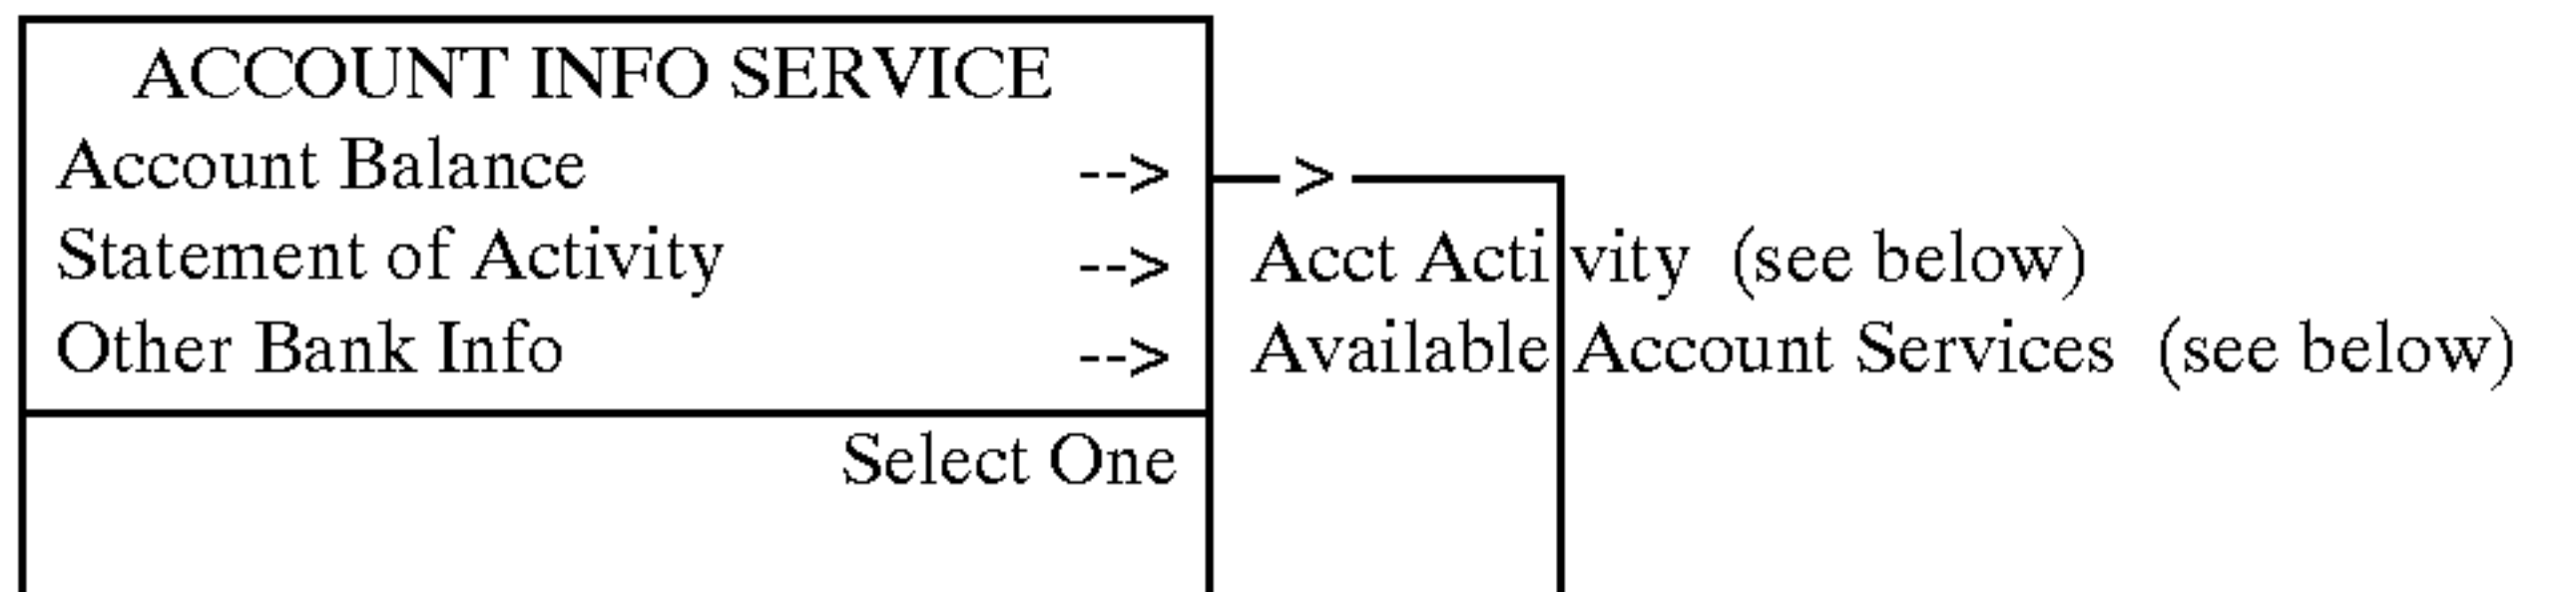 ACCOUNT INFO SERVICE
Account Balance --> >
Statement of Activity --> Acct Activity (see below)
Other Bank Info --> Available Account Services (see below)
Select One